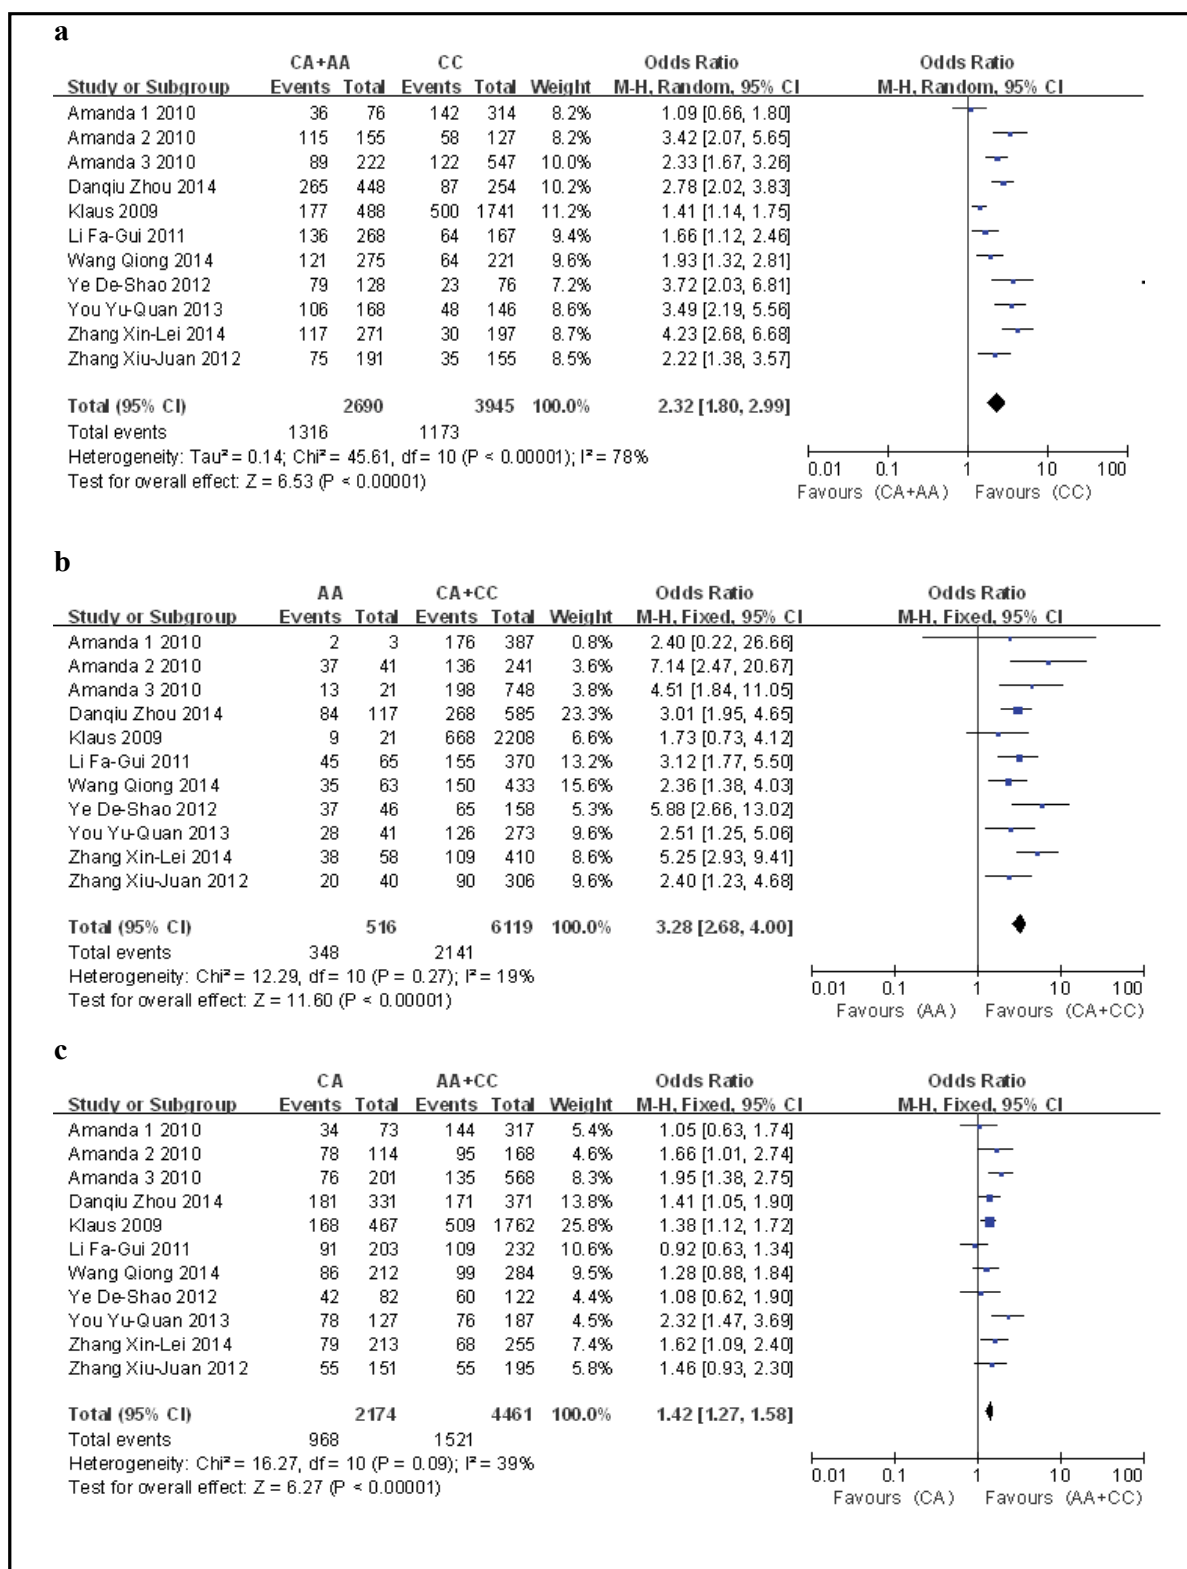 a
CA+AA CC Odds Ratio Odds Ratio
Study or Subgroup Events Total Events Total Weight M-H, Random, 95% CI M-H, Random, 95% CI
Amanda 1 2010 36 76 142 314 8.2% 1.09 [0.66, 1.80]
Amanda 2 2010 115 155 58 127 8.2% 3.42 [2.07, 5.65]
Amanda 3 2010 89 222 122 547 10.0% 2.33 [1.67, 3.26]
Danqiu Zhou 2014 265 448 87 254 10.2% 2.78 [2.02, 3.83]
Klaus 2009 177 488 500 1741 11.2% 1.41 [1.14, 1.75]
Li Fa-Gui 2011 136 268 64 167 9.4% 1.66 [1.12, 2.46]
Wang Qiong 2014 121 275 64 221 9.6% 1.93 [1.32, 2.81]
Ye De-Shao 2012 79 128 23 76 7.2% 3.72 [2.03, 6.81]
You Yu-Quan 2013 106 168 48 146 8.6% 3.49 [2.19, 5.56]
Zhang Xin-Lei 2014 117 271 30 197 8.7% 4.23 [2.68, 6.68]
Zhang Xiu-Juan 2012 75 191 35 155 8.5% 2.22 [1.38, 3.57]
Total (95% CI) 2690 3945 100.0% 2.32 [1.80, 2.99]
Total events 1316 1173
Heterogeneity: Tau² = 0.14; Chi² = 45.61, df = 10 (P < 0.00001); I² = 78%
Test for overall effect: Z = 6.53 (P < 0.00001)
0.01 0.1 1 10 100
Favours (CA+AA) Favours (CC)
b
AA CA+CC Odds Ratio Odds Ratio
Study or Subgroup Events Total Events Total Weight M-H, Fixed, 95% CI M-H, Fixed, 95% CI
Amanda 1 2010 2 3 176 387 0.8% 2.40 [0.22, 26.66]
Amanda 2 2010 37 41 136 241 3.6% 7.14 [2.47, 20.67]
Amanda 3 2010 13 21 198 748 3.8% 4.51 [1.84, 11.05]
Danqiu Zhou 2014 84 117 268 585 23.3% 3.01 [1.95, 4.65]
Klaus 2009 9 21 668 2208 6.6% 1.73 [0.73, 4.12]
Li Fa-Gui 2011 45 65 155 370 13.2% 3.12 [1.77, 5.50]
Wang Qiong 2014 35 63 150 433 15.6% 2.36 [1.38, 4.03]
Ye De-Shao 2012 37 46 65 158 5.3% 5.88 [2.66, 13.02]
You Yu-Quan 2013 28 41 126 273 9.6% 2.51 [1.25, 5.06]
Zhang Xin-Lei 2014 38 58 109 410 8.6% 5.25 [2.93, 9.41]
Zhang Xiu-Juan 2012 20 40 90 306 9.6% 2.40 [1.23, 4.68]
Total (95% CI) 516 6119 100.0% 3.28 [2.68, 4.00]
Total events 348 2141
Heterogeneity: Chi² = 12.29, df = 10 (P = 0.27); I² = 19%
Test for overall effect: Z = 11.60 (P < 0.00001)
0.01 0.1 1 10 100
Favours (AA) Favours (CA+CC)
c
CA AA+CC Odds Ratio Odds Ratio
Study or Subgroup Events Total Events Total Weight M-H, Fixed, 95% CI M-H, Fixed, 95% CI
Amanda 1 2010 34 73 144 317 5.4% 1.05 [0.63, 1.74]
Amanda 2 2010 78 114 95 168 4.6% 1.66 [1.01, 2.74]
Amanda 3 2010 76 201 135 568 8.3% 1.95 [1.38, 2.75]
Danqiu Zhou 2014 181 331 171 371 13.8% 1.41 [1.05, 1.90]
Klaus 2009 168 467 509 1762 25.8% 1.38 [1.12, 1.72]
Li Fa-Gui 2011 91 203 109 232 10.6% 0.92 [0.63, 1.34]
Wang Qiong 2014 86 212 99 284 9.5% 1.28 [0.88, 1.84]
Ye De-Shao 2012 42 82 60 122 4.4% 1.08 [0.62, 1.90]
You Yu-Quan 2013 78 127 76 187 4.5% 2.32 [1.47, 3.69]
Zhang Xin-Lei 2014 79 213 68 255 7.4% 1.62 [1.09, 2.40]
Zhang Xiu-Juan 2012 55 151 55 195 5.8% 1.46 [0.93, 2.30]
Total (95% CI) 2174 4461 100.0% 1.42 [1.27, 1.58]
Total events 968 1521
Heterogeneity: Chi² = 16.27, df = 10 (P = 0.09); I² = 39%
Test for overall effect: Z = 6.27 (P < 0.00001)
0.01 0.1 1 10 100
Favours (CA) Favours (AA+CC)